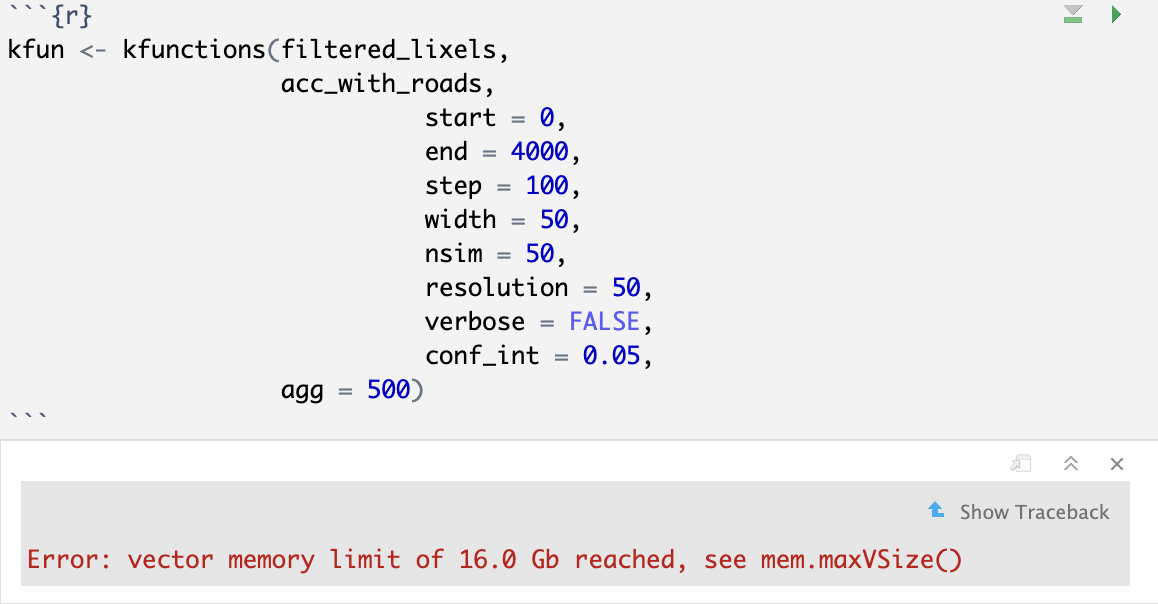 ```{r}
kfun <- kfunctions(filtered_lixels,
acc_with_roads,
start = 0,
end = 4000,
step = 100,
width = 50,
nsim = 50,
resolution = 50,
verbose = FALSE,
conf_int = 0.05,
agg = 500)
```
Show Traceback
Error: vector memory limit of 16.0 Gb reached, see mem.maxVSize()